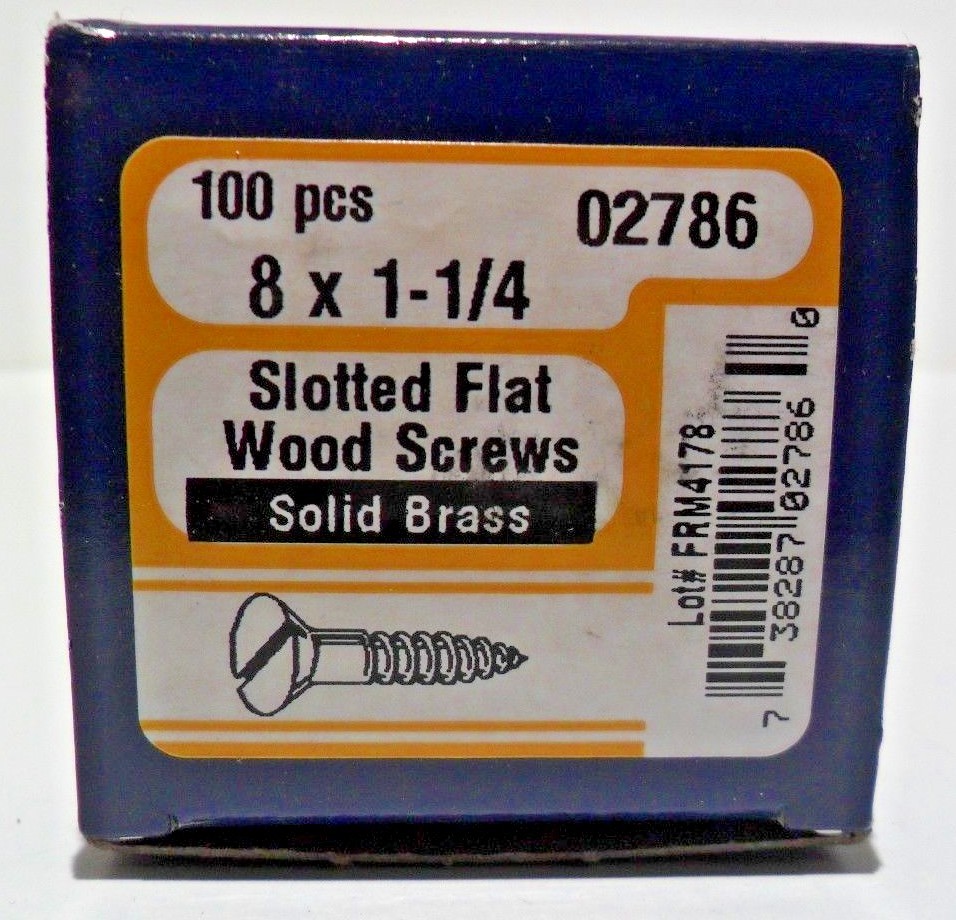 100 pcs
02786
8 x 1-1/4
Slotted Flat
Wood Screws
Solid Brass
Lot# FRM4178
7 38287 02786 0